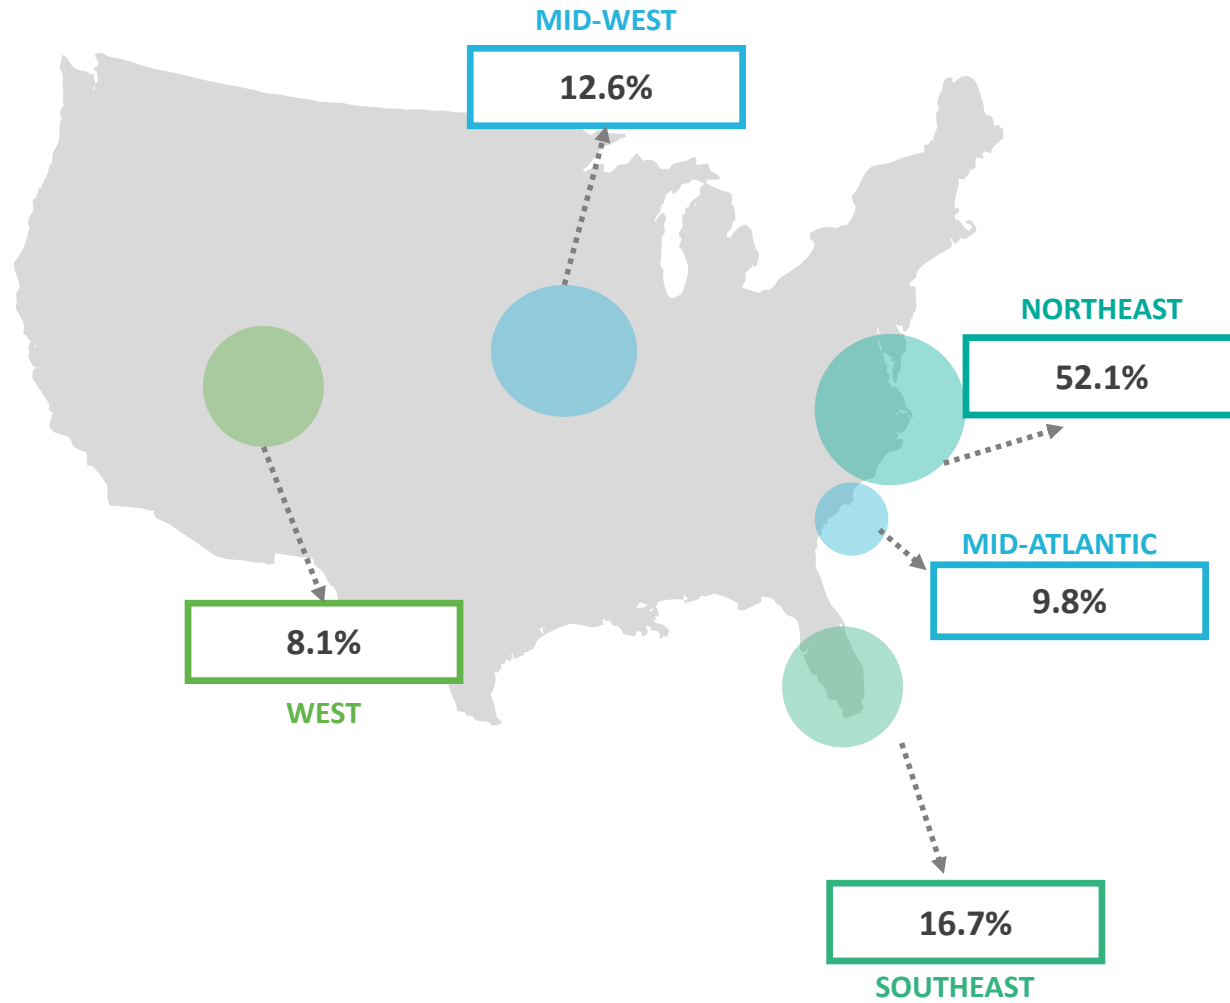 MID-WEST
12.6%
NORTHEAST
52.1%
MID-ATLANTIC
9.8%
8.1%
WEST
16.7%
SOUTHEAST